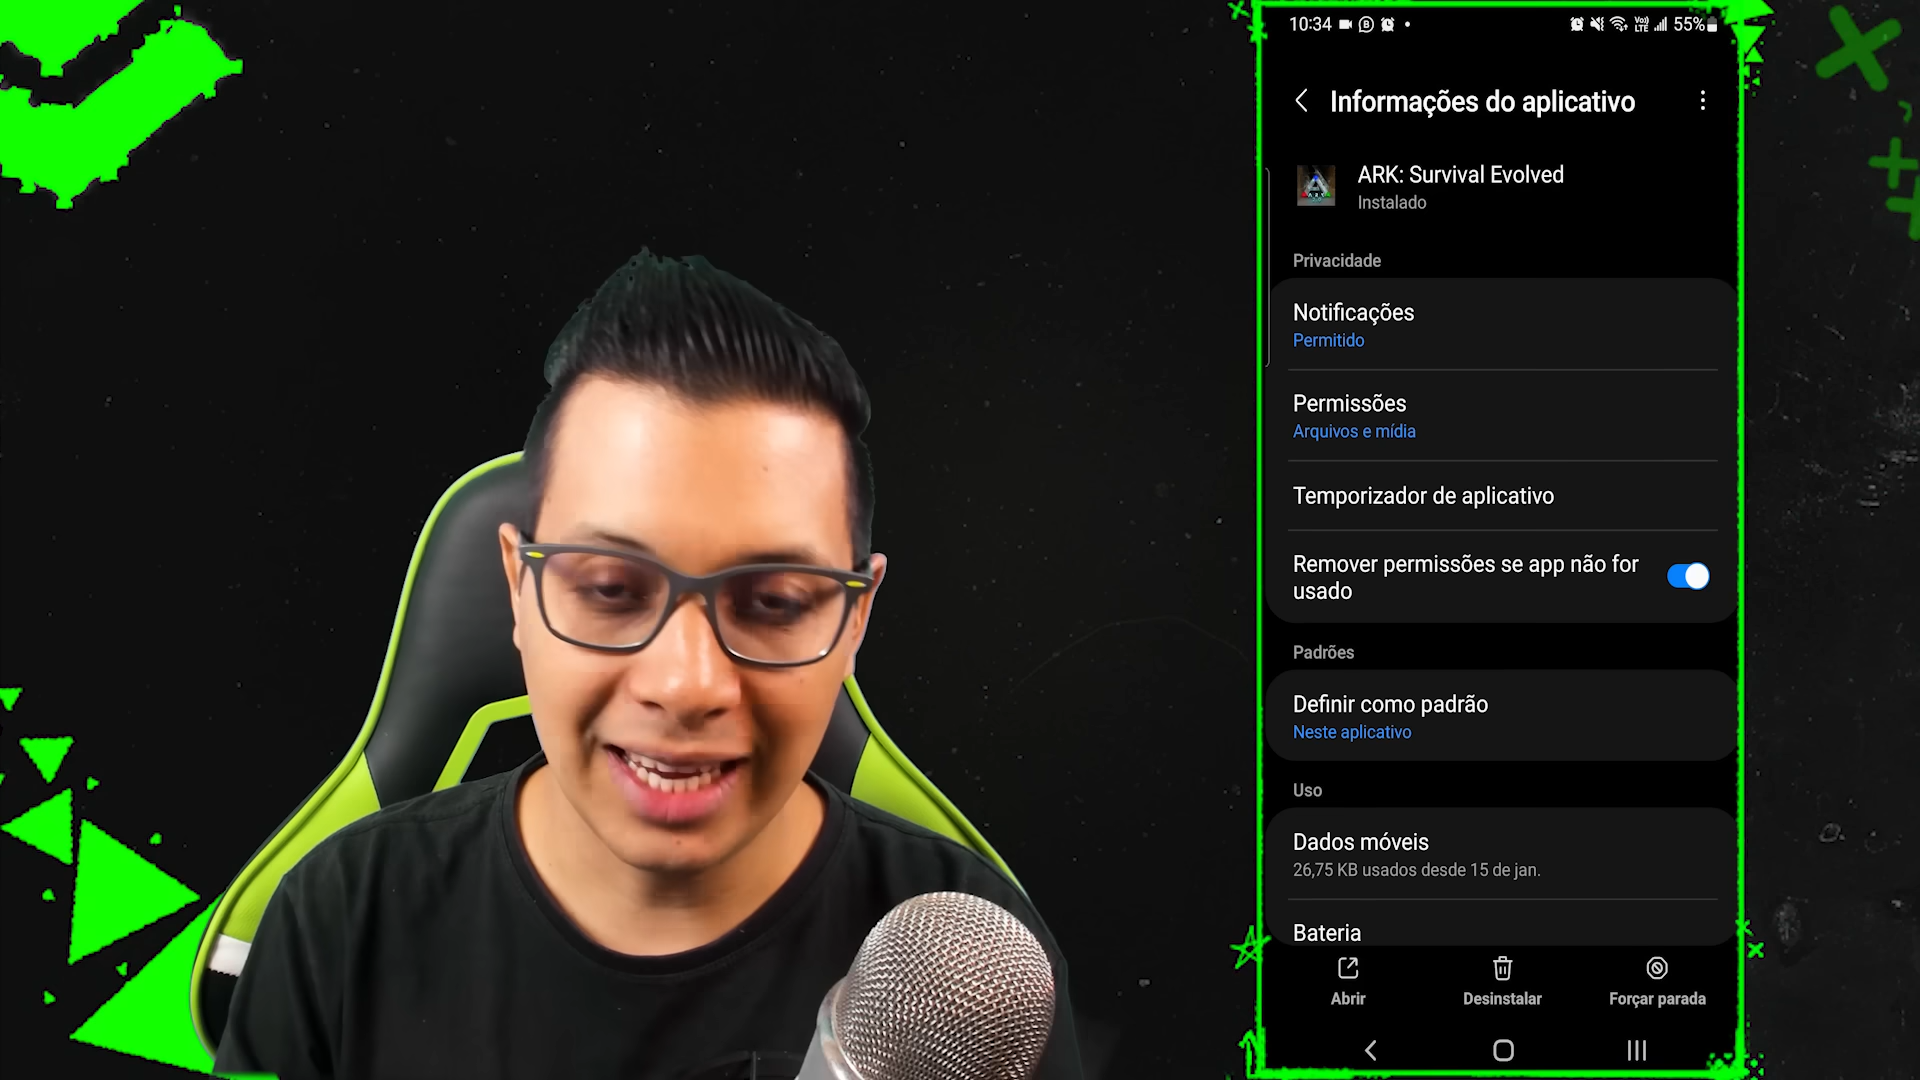 10:34
55%
Informações do aplicativo
ARK: Survival Evolved
Instalado
Privacidade
Notificações
Permitido
Permissões
Arquivos e mídia
Temporizador de aplicativo
Remover permissões se app não for
usado
Padrões
Definir como padrão
Neste aplicativo
Uso
Dados móveis
26,75 KB usados desde 15 de jan.
Bateria
Abrir
Desinstalar
Forçar parada